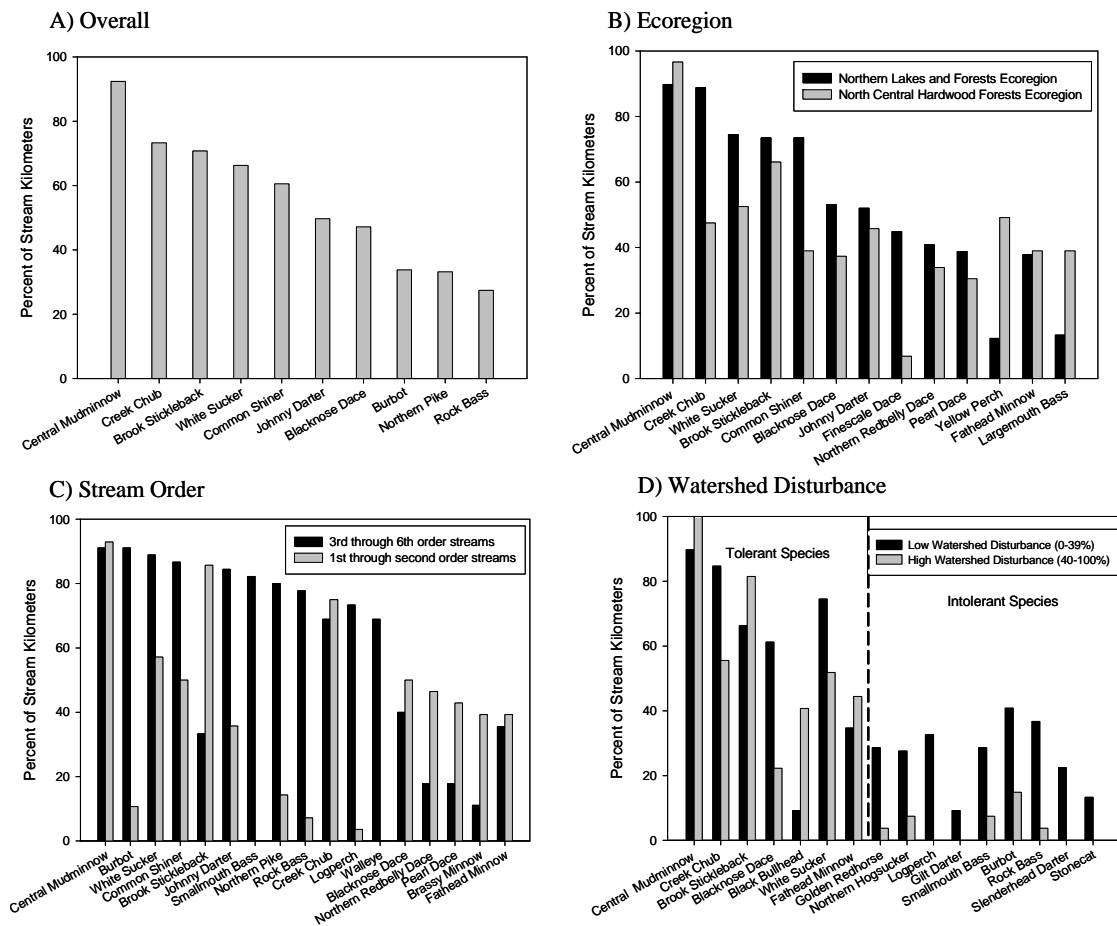 A) Overall
100
80
60
40
20
0
Percent of Stream Kilometers
Central Mudminnow
Creek Chub
Brook Stickleback
White Sucker
Common Shiner
Johnny Darter
Blacknose Dace
Burbot
Northern Pike
Rock Bass
B) Ecoregion
100
80
60
40
20
0
Percent of Stream Kilometers
Northern Lakes and Forests Ecoregion
North Central Hardwood Forests Ecoregion
Central Mudminnow
Creek Chub
White Sucker
Brook Stickleback
Common Shiner
Blacknose Dace
Johnny Darter
Finescale Dace
Northern Redbelly Dace
Pearl Dace
Yellow Perch
Fathead Minnow
Largemouth Bass
C) Stream Order
100
80
60
40
20
0
Percent of Stream Kilometers
3rd through 6th order streams
1st through second order streams
Central Mudminnow
Burbot
White Sucker
Common Shiner
Brook Stickleback
Johnny Darter
Smallmouth Bass
Northern Pike
Rock Bass
Creek Chub
Logperch
Walleye
Blacknose Dace
Northern Redbelly Dace
Pearl Dace
Brassy Minnow
Fathead Minnow
D) Watershed Disturbance
100
80
60
40
20
0
Percent of Stream Kilometers
Tolerant Species
Low Watershed Disturbance (0-39%)
High Watershed Disturbance (40-100%)
Intolerant Species
Central Mudminnow
Creek Chub
Brook Stickleback
Blacknose Dace
Black Bullhead
White Sucker
Fathead Minnow
Golden Redhorse
Northern Hogsucker
Logperch
Gilt Darter
Smallmouth Bass
Burbot
Rock Bass
Slenderhead Darter
Stonecat